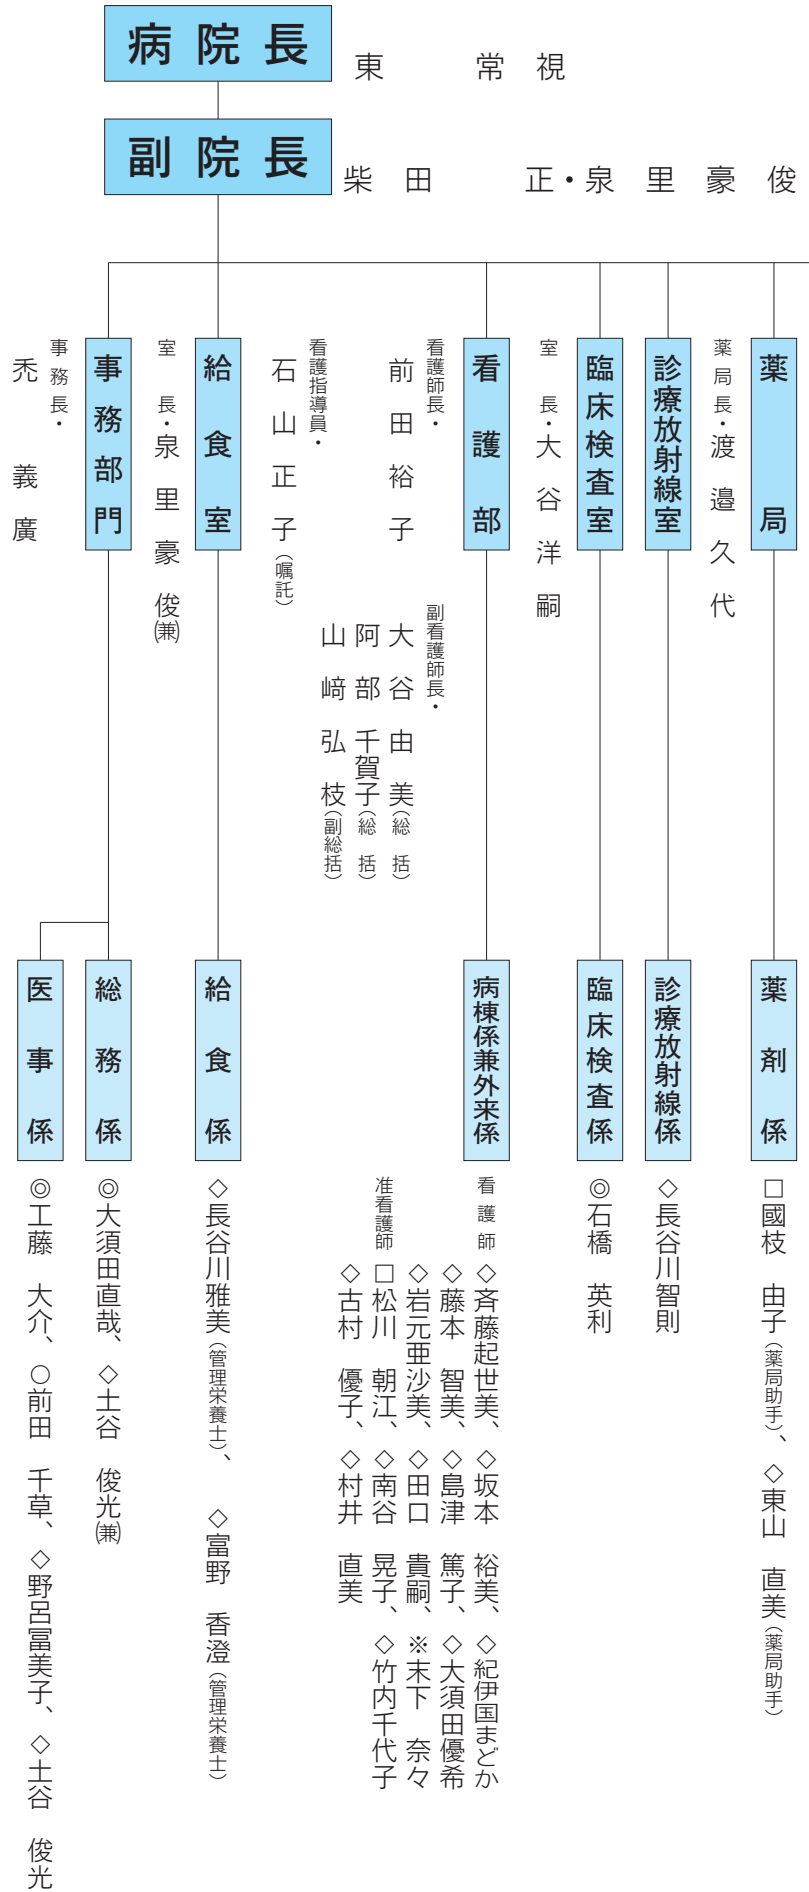 病院長
東　常視
副院長
柴田　正・泉里豪俊
薬局
薬局長・渡邉久代
診療放射線室
臨床検査室
室長・大谷洋嗣
看護部
看護師長・
前田裕子
副看護師長・
大谷由美（総括）
阿部千賀子（総括）
山﨑弘枝（副総括）
看護指導員・
石山正子（嘱託）
給食室
室長・泉里豪俊㈱
事務部門
事務長・
禿　義廣
薬剤係
□國枝　由子（薬局助手）、◇東山　直美（薬局助手）
診療放射線係
◇長谷川智則
臨床検査係
◎石橋　英利
病棟係兼外来係
看護師
◇斉藤起世美、◇坂本　裕美、◇紀伊国まどか
◇藤本　智美、◇島津　篤子、◇大須田優希
◇岩元亜沙美、◇田口　貴嗣、※末下　奈々
准看護師
□松川　朝江、◇南谷　晃子、◇竹内千代子
◇古村　優子、◇村井　直美
給食係
◇長谷川雅美（管理栄養士）、◇富野　香澄（管理栄養士）
総務係
◎大須田直哉、◇土谷　俊光(兼)
医事係
◎工藤　大介、○前田　千草、◇野呂冨美子、◇土谷　俊光